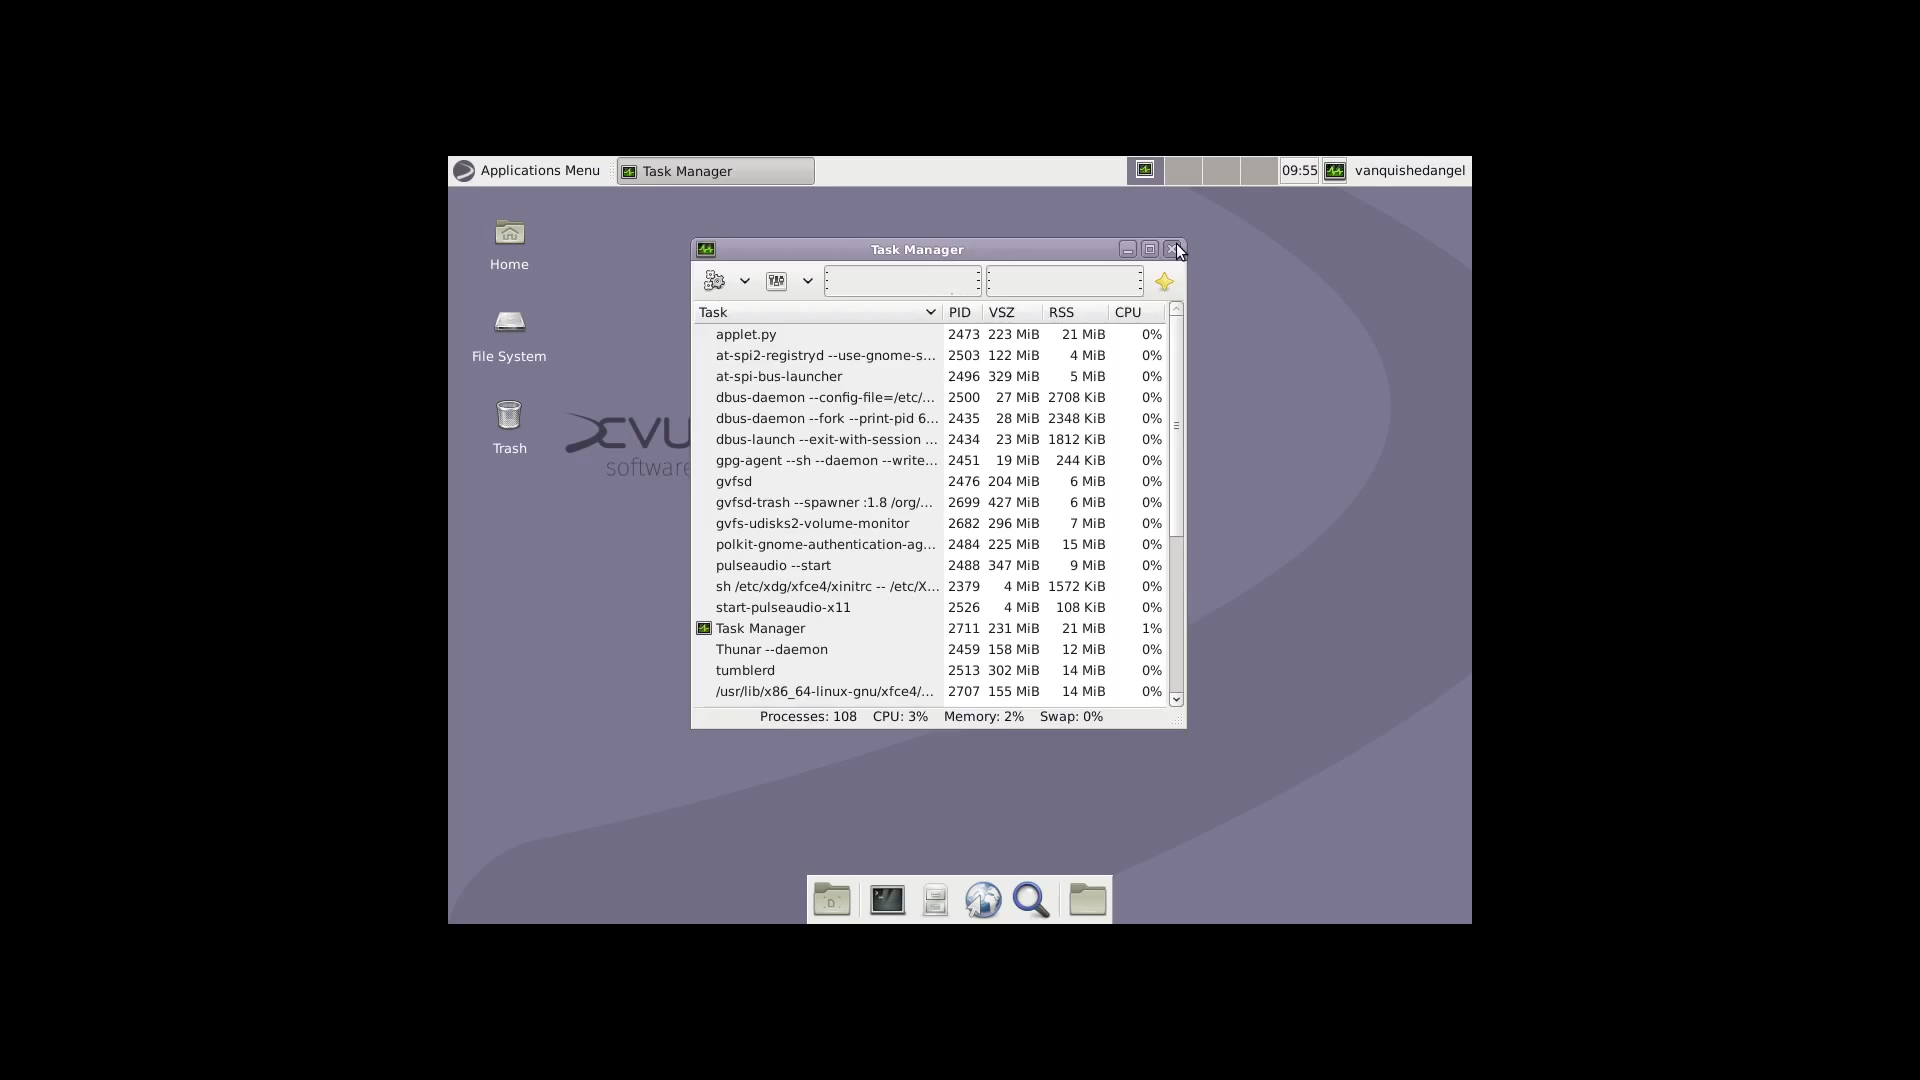 Applications Menu
Task Manager
09:55
vanquishedangel
Home
File System
Trash
DEVU
software
Task Manager
Task PID VSZ RSS CPU
applet.py 2473 223 MiB 21 MiB 0%
at-spi2-registryd --use-gnome-s... 2503 122 MiB 4 MiB 0%
at-spi-bus-launcher 2496 329 MiB 5 MiB 0%
dbus-daemon --config-file=/etc/... 2500 27 MiB 2708 KiB 0%
dbus-daemon --fork --print-pid 6... 2435 28 MiB 2348 KiB 0%
dbus-launch --exit-with-session ... 2434 23 MiB 1812 KiB 0%
gpg-agent --sh --daemon --write... 2451 19 MiB 244 KiB 0%
gvfsd 2476 204 MiB 6 MiB 0%
gvfsd-trash --spawner :1.8 /org/... 2699 427 MiB 6 MiB 0%
gvfs-udisks2-volume-monitor 2682 296 MiB 7 MiB 0%
polkit-gnome-authentication-ag... 2484 225 MiB 15 MiB 0%
pulseaudio --start 2488 347 MiB 9 MiB 0%
sh /etc/xdg/xfce4/xinitrc -- /etc/X... 2379 4 MiB 1572 KiB 0%
start-pulseaudio-x11 2526 4 MiB 108 KiB 0%
Task Manager 2711 231 MiB 21 MiB 1%
Thunar --daemon 2459 158 MiB 12 MiB 0%
tumblerd 2513 302 MiB 14 MiB 0%
/usr/lib/x86_64-linux-gnu/xfce4/... 2707 155 MiB 14 MiB 0%
Processes: 108 CPU: 3% Memory: 2% Swap: 0%